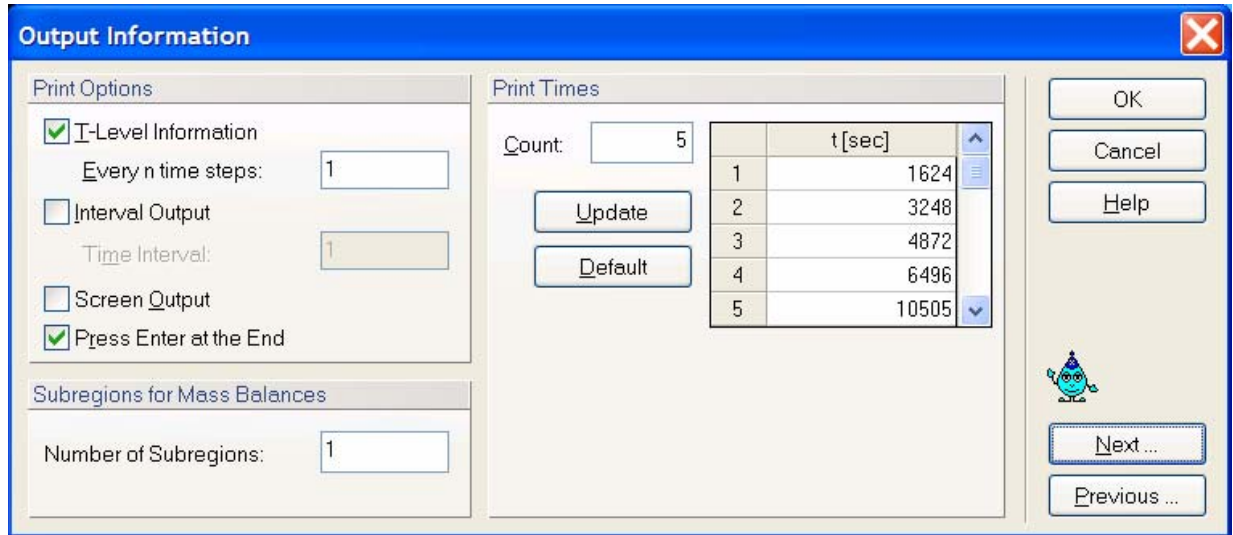 Output Information
Print Options
T-Level Information
Every n time steps: 1
Interval Output
Time Interval: 1
Screen Output
Press Enter at the End
Subregions for Mass Balances
Number of Subregions: 1
Print Times
Count: 5
Update
Default
t [sec]
1 1624
2 3248
3 4872
4 6496
5 10505
OK
Cancel
Help
Next ...
Previous ...